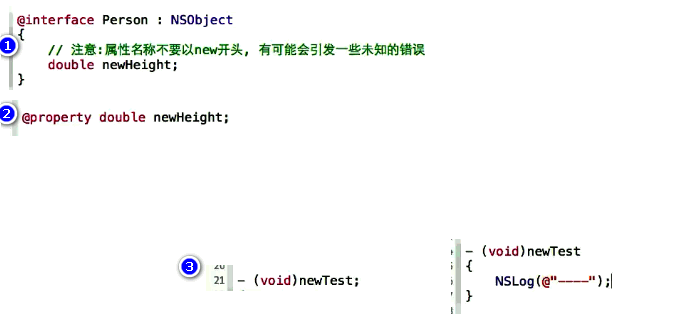 @interface Person : NSObject
1
{
// 注意:属性名称不要以new开头, 有可能会引发一些未知的错误
double newHeight;
}
2
@property double newHeight;
- (void)newTest
3
{
21 - (void)newTest;
NSLog(@"----");
}